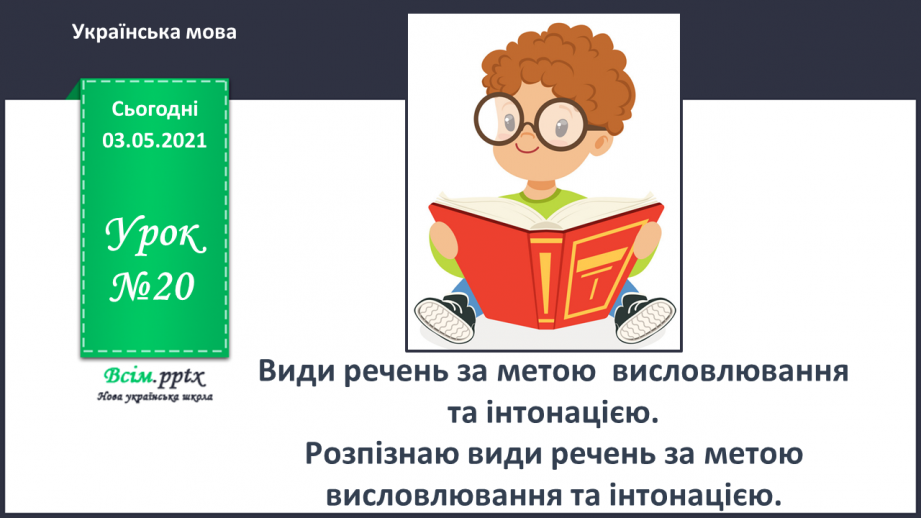 Українська мова
Сьогодні
03.05.2021
Урок
№20
Всім.pptx
Нова українська школа
Види речень за метою висловлювання
та інтонацією.
Розпізнаю види речень за метою
висловлювання та інтонацією.